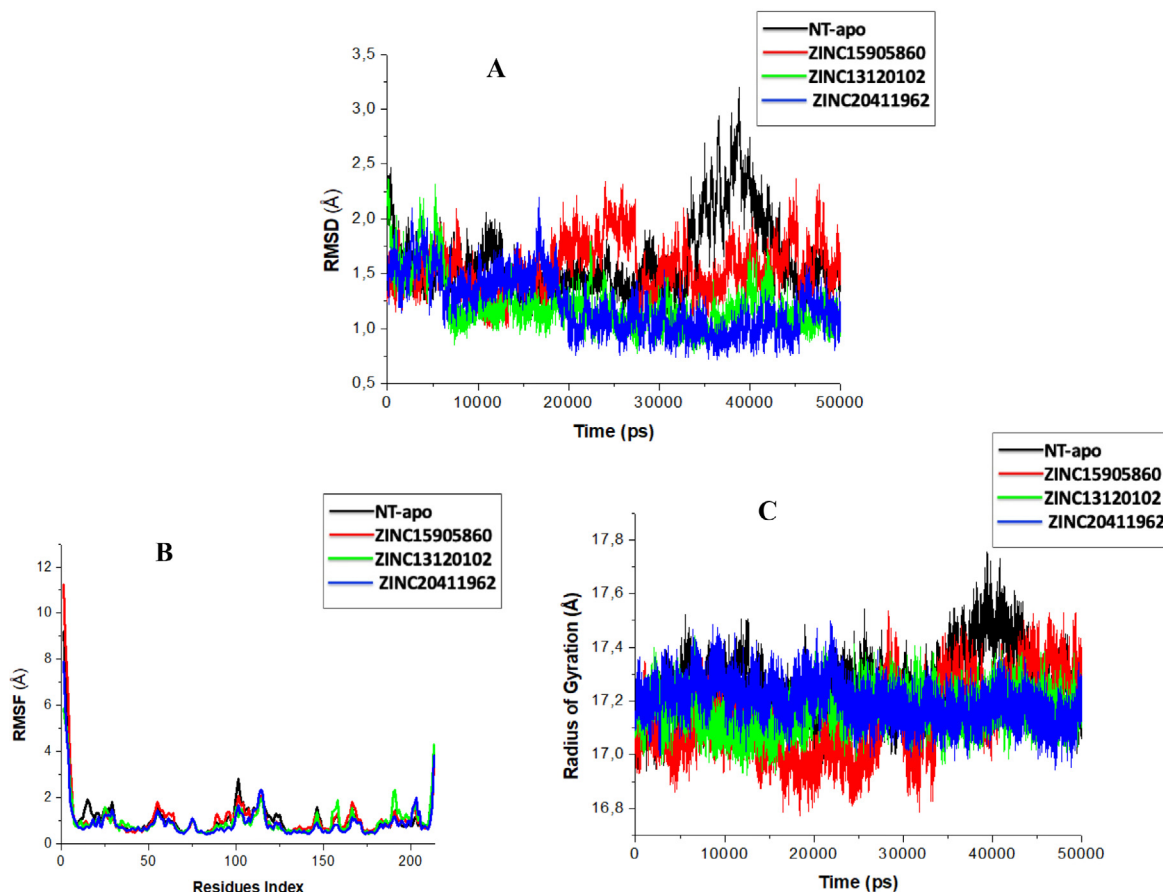 NT-apo
ZINC15905860
ZINC13120102
ZINC20411962
A
3,5
3,0
2,5
2,0
1,5
1,0
0,5
RMSD (Å)
0 10000 20000 30000 40000 50000
Time (ps)
NT-apo
ZINC15905860
ZINC13120102
ZINC20411962
B
12
10
8
6
4
2
0
RMSF (Å)
0 50 100 150 200
Residues Index
NT-apo
ZINC15905860
ZINC13120102
ZINC20411962
C
17,8
17,6
17,4
17,2
17,0
16,8
Radius of Gyration (Å)
0 10000 20000 30000 40000 50000
Time (ps)